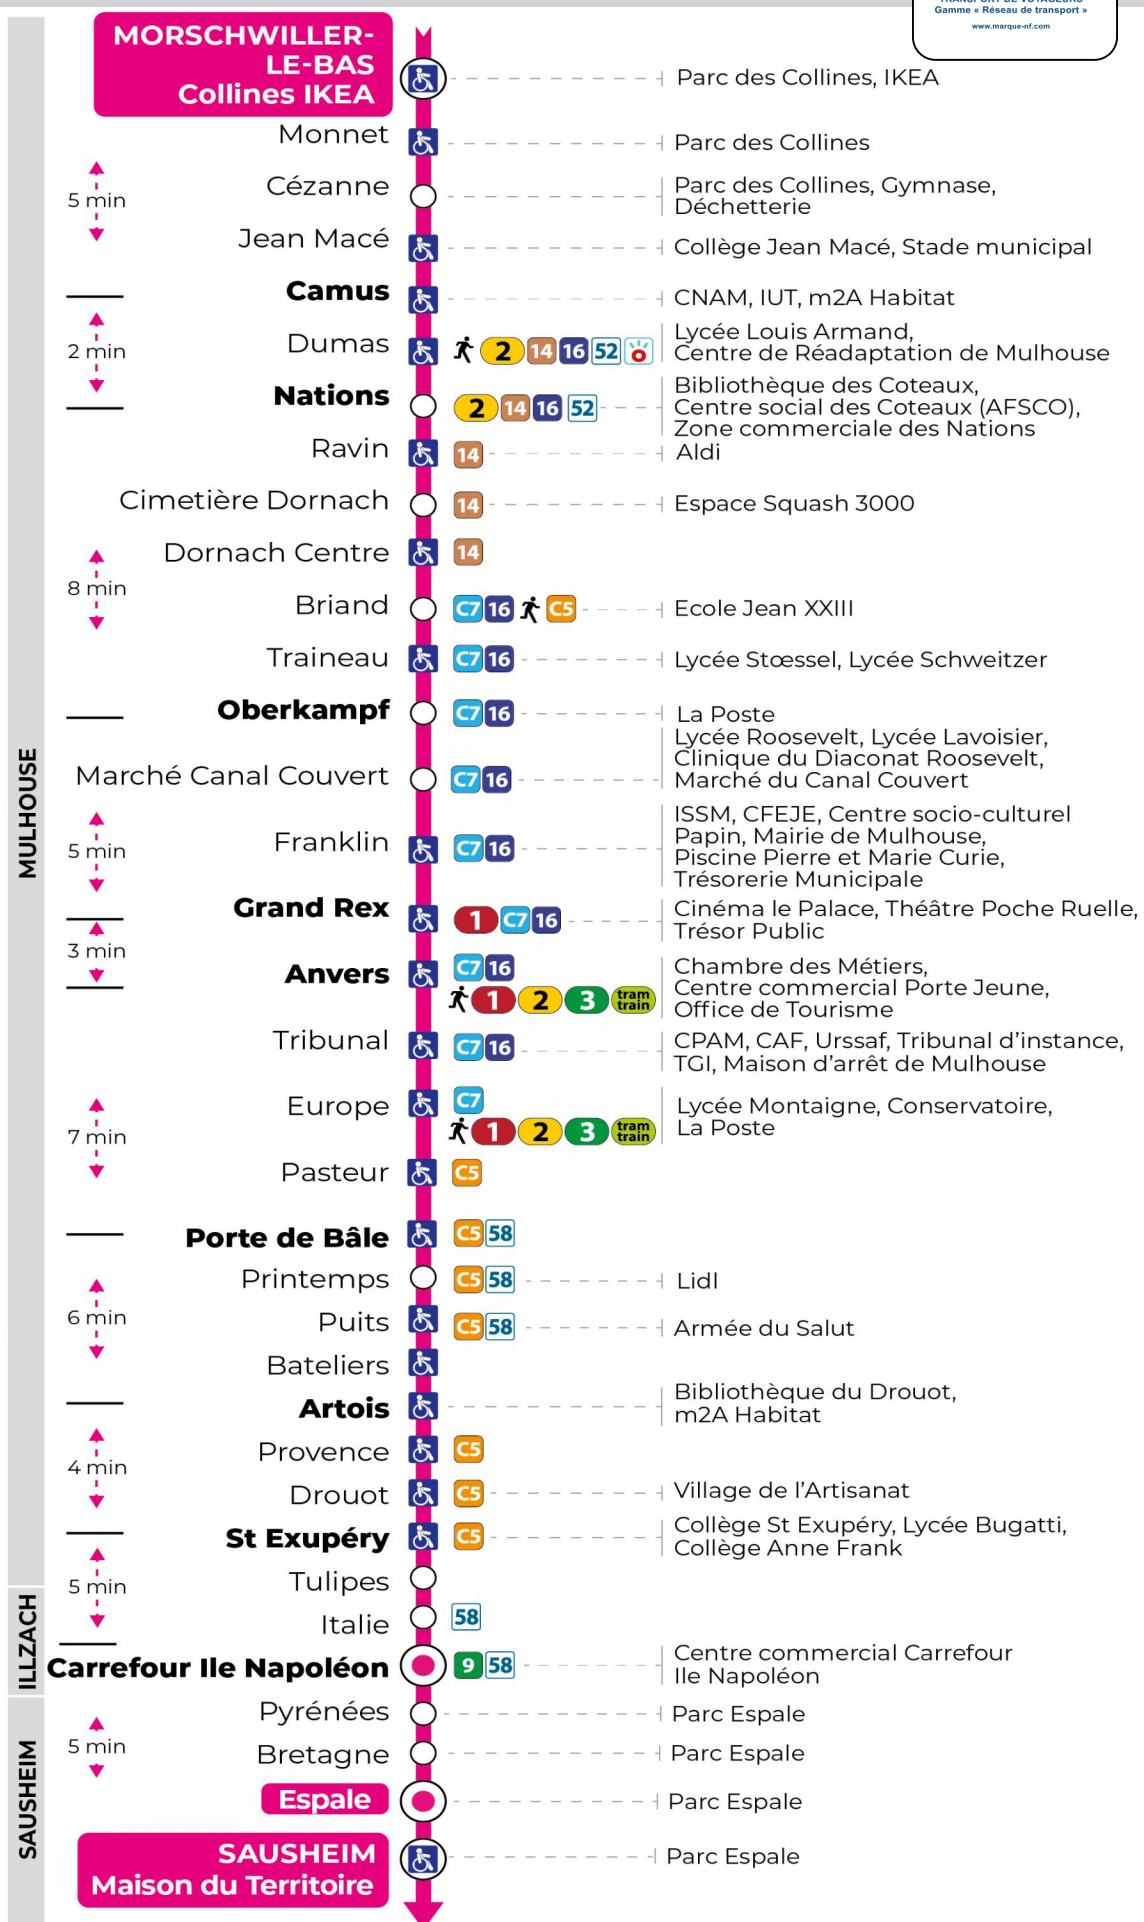 TRANSPORT DE VOYAGEURS
Gamme « Réseau de transport »
www.marque-nf.com
MORSCHWILLER-
LE-BAS
Collines IKEA
Parc des Collines, IKEA
Monnet
Parc des Collines
5 min
Cézanne
Parc des Collines, Gymnase,
Déchetterie
Jean Macé
Collège Jean Macé, Stade municipal
Camus
CNAM, IUT, m2A Habitat
2 min
Dumas
2 14 16 52
Lycée Louis Armand,
Centre de Réadaptation de Mulhouse
Nations
2 14 16 52
Bibliothèque des Coteaux,
Centre social des Coteaux (AFSCO),
Zone commerciale des Nations
Ravin
14
Aldi
Cimetière Dornach
14
Espace Squash 3000
Dornach Centre
14
8 min
Briand
C7 16 C5
Ecole Jean XXIII
Traineau
C7 16
Lycée Stœssel, Lycée Schweitzer
Oberkampf
C7 16
La Poste
MULHOUSE
Marché Canal Couvert
C7 16
Lycée Roosevelt, Lycée Lavoisier,
Clinique du Diaconat Roosevelt,
Marché du Canal Couvert
5 min
Franklin
C7 16
ISSM, CFEJE, Centre socio-culturel
Papin, Mairie de Mulhouse,
Piscine Pierre et Marie Curie,
Trésorerie Municipale
Grand Rex
1 C7 16
Cinéma le Palace, Théâtre Poche Ruelle,
Trésor Public
3 min
Anvers
C7 16
1 2 3 tram
train
Chambre des Métiers,
Centre commercial Porte Jeune,
Office de Tourisme
Tribunal
C7 16
CPAM, CAF, Urssaf, Tribunal d'instance,
TGI, Maison d'arrêt de Mulhouse
7 min
Europe
C7
1 2 3 tram
train
Lycée Montaigne, Conservatoire,
La Poste
Pasteur
C5
Porte de Bâle
C5 58
Printemps
C5 58
Lidl
6 min
Puits
C5 58
Armée du Salut
Bateliers
Artois
Bibliothèque du Drouot,
m2A Habitat
4 min
Provence
C5
Drouot
C5
Village de l'Artisanat
St Exupéry
C5
Collège St Exupéry, Lycée Bugatti,
Collège Anne Frank
5 min
Tulipes
ILLZACH
Italie
58
Carrefour Ile Napoléon
9 58
Centre commercial Carrefour
Ile Napoléon
Pyrénées
Parc Espale
5 min
SAUSHEIM
Bretagne
Parc Espale
Espale
Parc Espale
SAUSHEIM
Maison du Territoire
Parc Espale